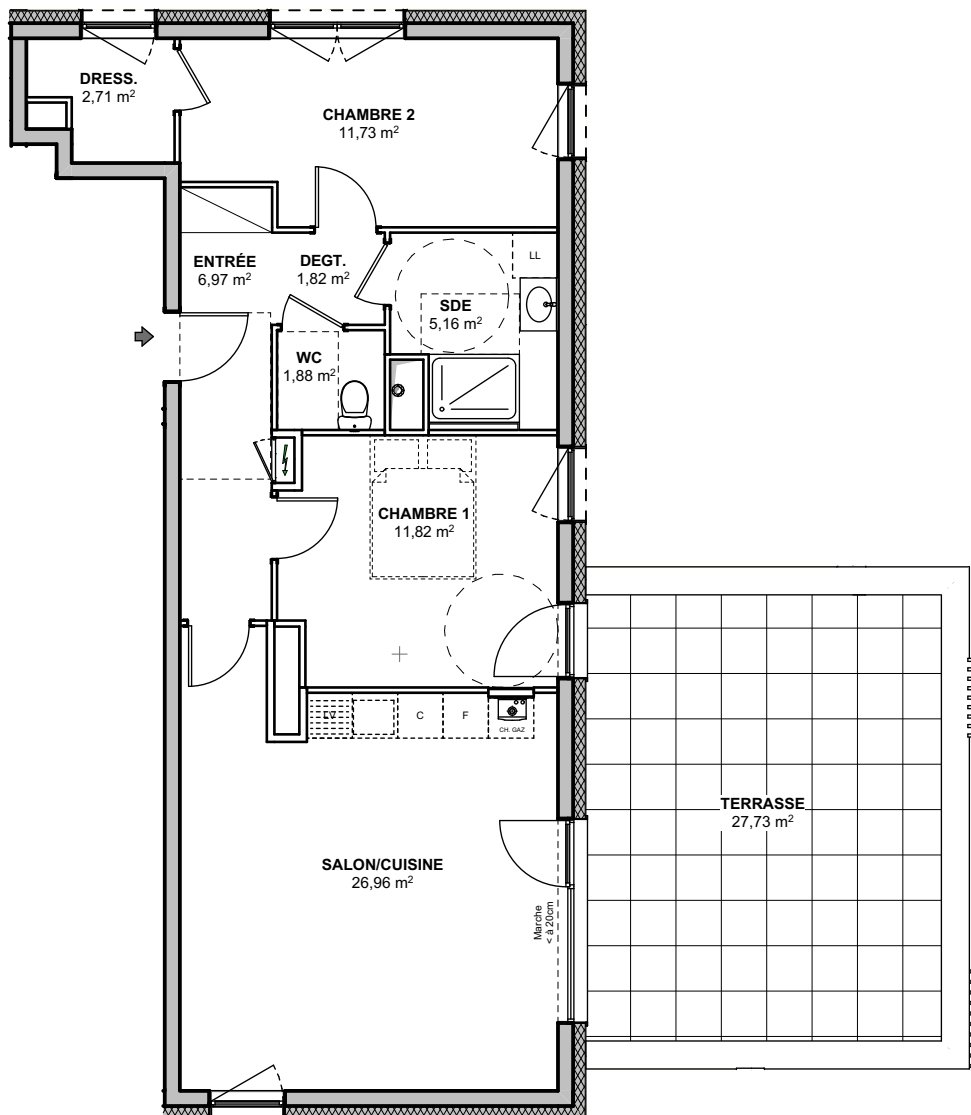 DRESS.
2,71 m²
CHAMBRE 2
11,73 m²
ENTRÉE
6,97 m²
DEGT.
1,82 m²
LL
SDE
5,16 m²
WC
1,88 m²
CHAMBRE 1
11,82 m²
LV
C
F
CH. GAZ
TERRASSE
27,73 m²
SALON/CUISINE
26,96 m²
Marche
< à 20cm